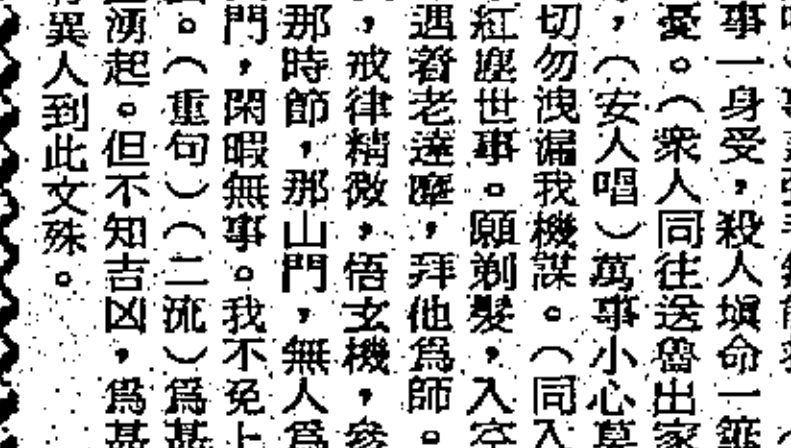 事一身受，殺人塡命一筆
憂。（衆人同往送魯出家
，（安人唱）萬事小心莫
切勿洩漏我機謀。（同入
紅塵世事。願剃髮，入空
遇着老達摩，拜他爲師。
，戒律精微，悟玄機，參
那時節，那山門，無人爲
門，閑暇無事。我不免上
。（重句）（二流）爲甚
湧起。但不知吉凶，爲甚
異人到此文殊。